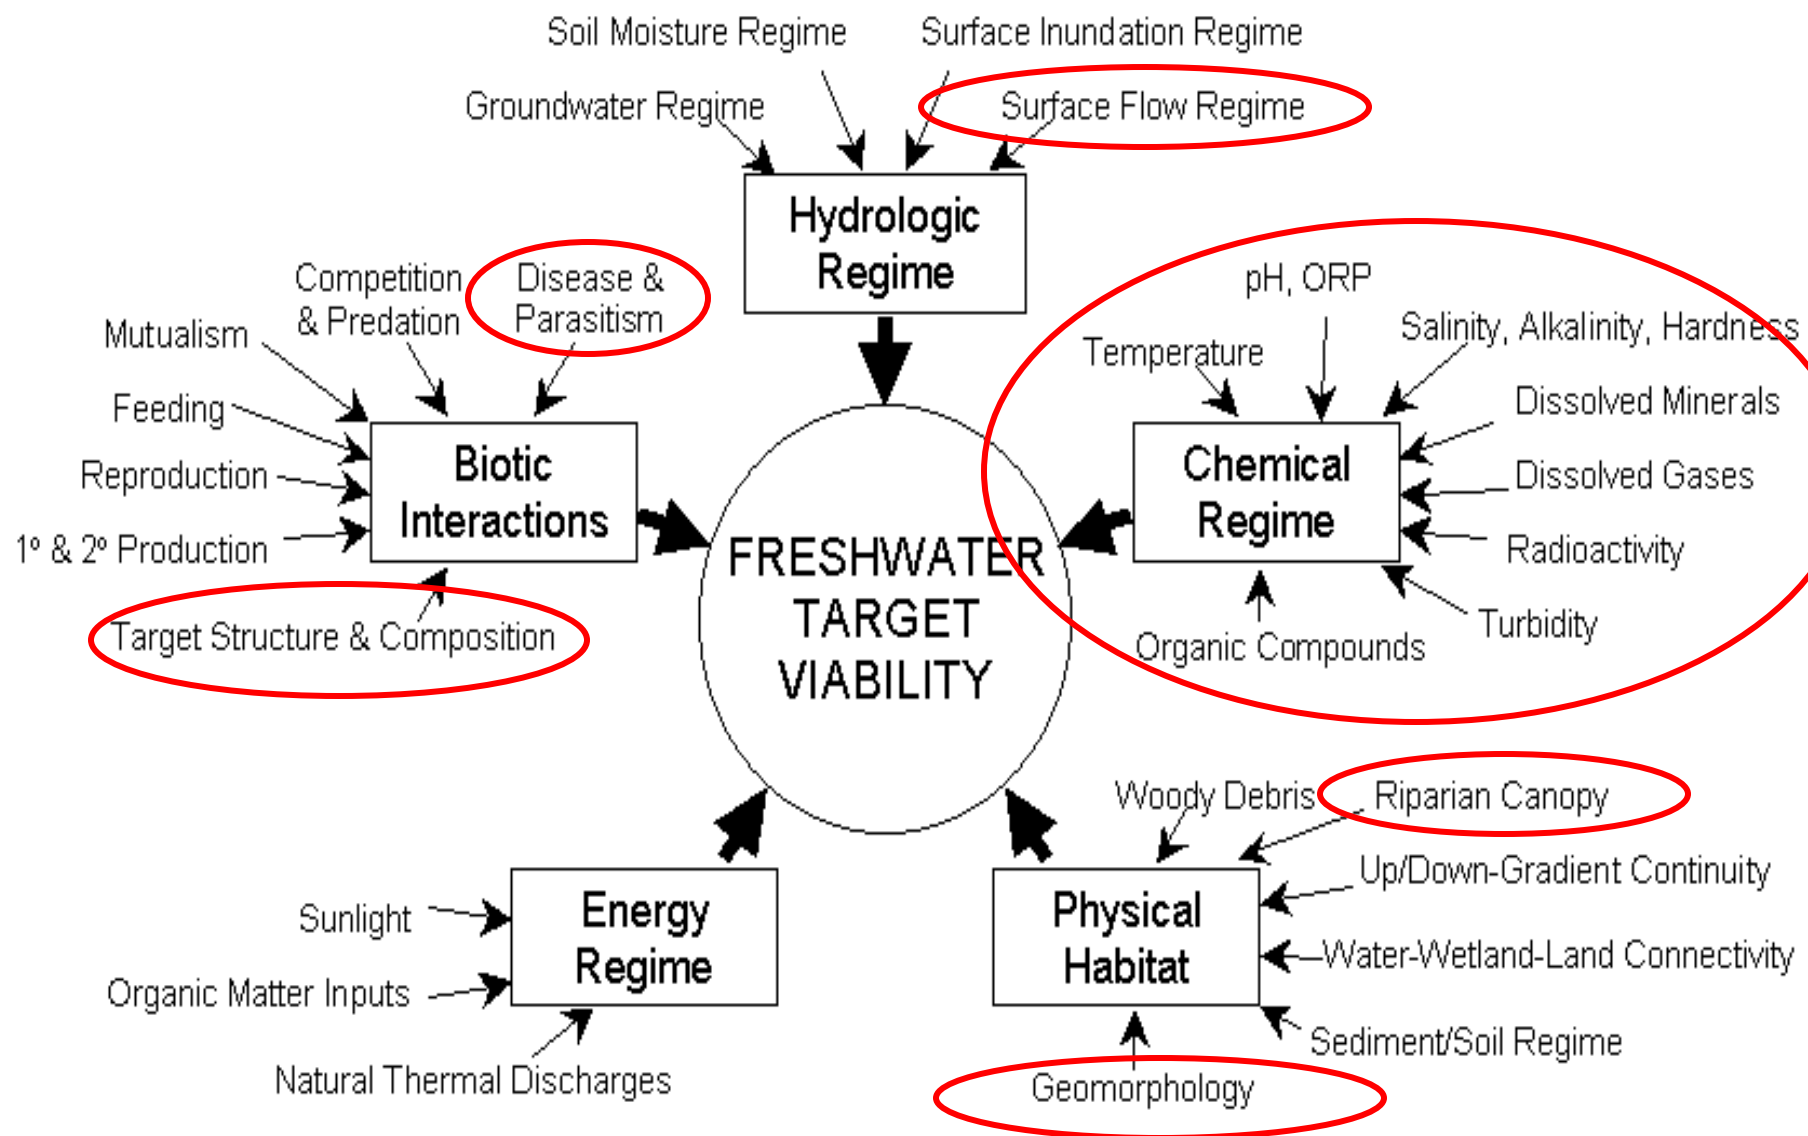 Soil Moisture Regime
Surface Inundation Regime
Groundwater Regime
Surface Flow Regime
Hydrologic
Regime
Competition
& Predation
Disease &
Parasitism
Mutualism
Feeding
Reproduction
1º & 2º Production
Target Structure & Composition
Biotic
Interactions
pH, ORP
Temperature
Salinity, Alkalinity, Hardness
Dissolved Minerals
Dissolved Gases
Radioactivity
Turbidity
Organic Compounds
Chemical
Regime
FRESHWATER
TARGET
VIABILITY
Energy
Regime
Sunlight
Organic Matter Inputs
Natural Thermal Discharges
Physical
Habitat
Woody Debris
Riparian Canopy
Up/Down-Gradient Continuity
Water-Wetland-Land Connectivity
Sediment/Soil Regime
Geomorphology